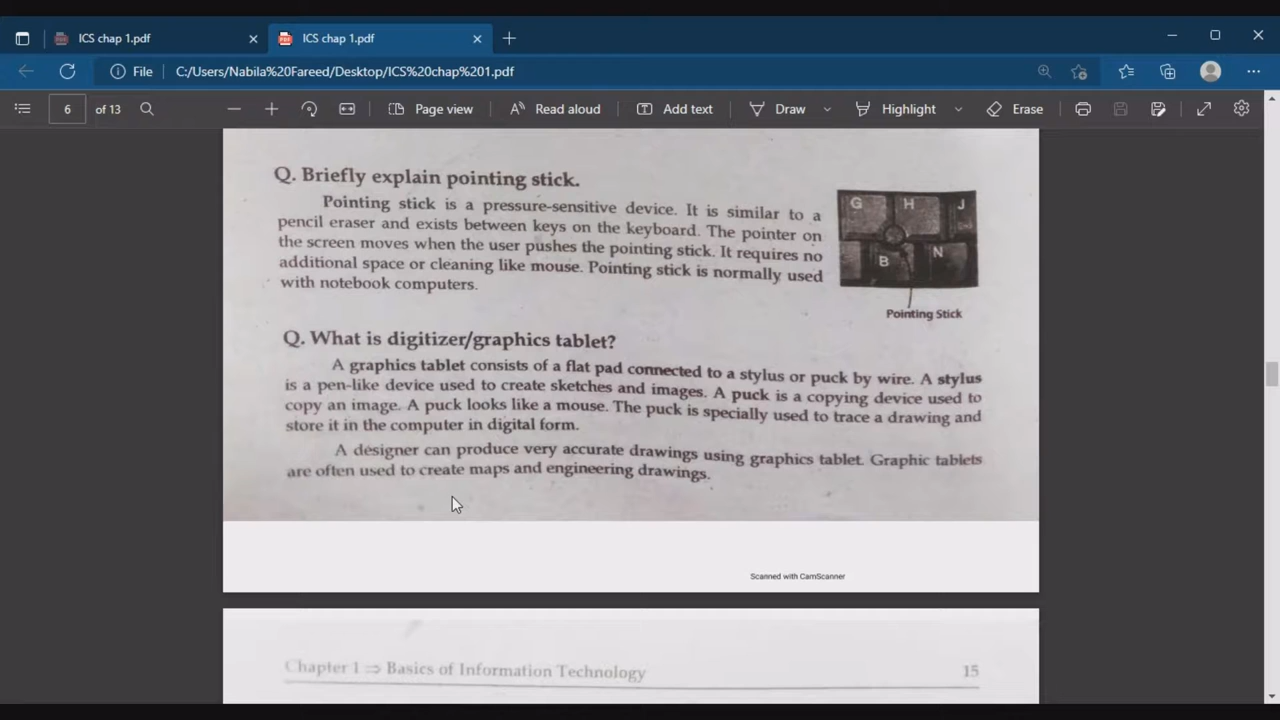 ICS chap 1.pdf
ICS chap 1.pdf
File C:/Users/Nabila%20Fareed/Desktop/ICS%20chap%201.pdf
6 of 13 Page view Read aloud Add text Draw Highlight Erase
Q. Briefly explain pointing stick.
Pointing stick is a pressure-sensitive device. It is similar to a
pencil eraser and exists between keys on the keyboard. The pointer on
the screen moves when the user pushes the pointing stick. It requires no
additional space or cleaning like mouse. Pointing stick is normally used
with notebook computers.
G H J
B N
Pointing Stick
Q. What is digitizer/graphics tablet?
A graphics tablet consists of a flat pad connected to a stylus or puck by wire. A stylus
is a pen-like device used to create sketches and images. A puck is a copying device used to
copy an image. A puck looks like a mouse. The puck is specially used to trace a drawing and
store it in the computer in digital form.
A designer can produce very accurate drawings using graphics tablet. Graphic tablets
are often used to create maps and engineering drawings.
Scanned with CamScanner
Chapter 1 ⇒ Basics of Information Technology 15